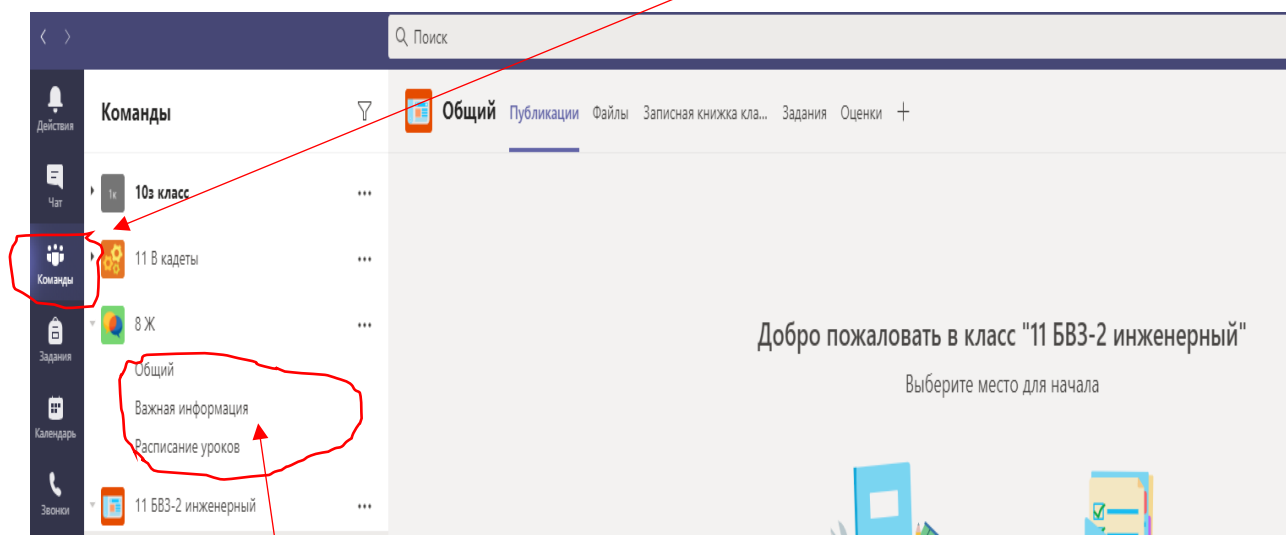 Поиск
Действия
Чат
Команды
Задания
Календарь
Звонки
Команды
1к 10з класс
11 В кадеты
8 Ж
Общий
Важная информация
Расписание уроков
11 БВЗ-2 инженерный
Общий Публикации Файлы Записная книжка кла... Задания Оценки +
Добро пожаловать в класс "11 БВЗ-2 инженерный"
Выберите место для начала